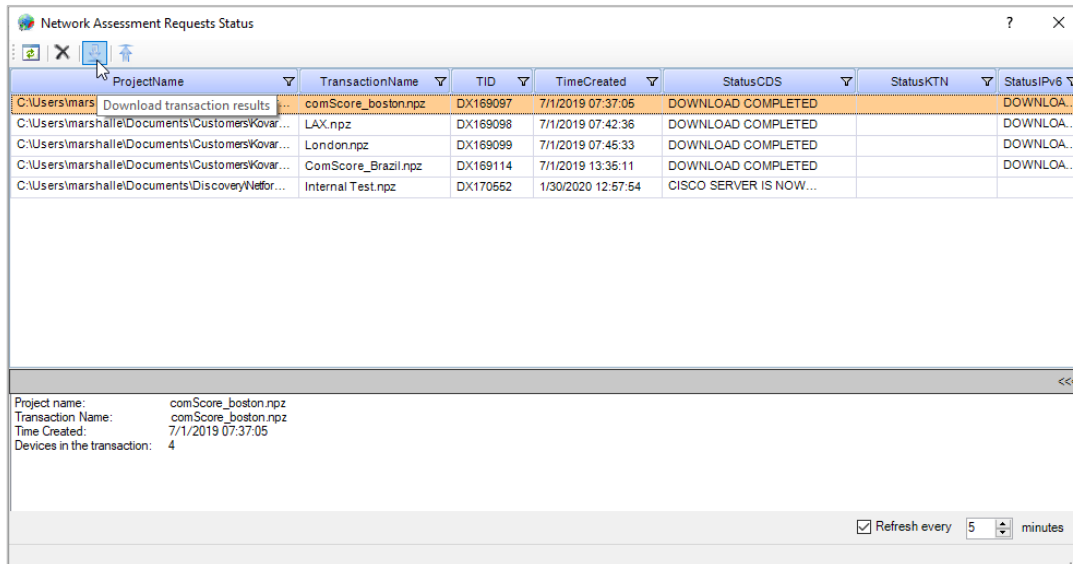 Network Assessment Requests Status ?
ProjectName TransactionName TID TimeCreated StatusCDS StatusKTN StatusIPv6
C:\Users\mars ... comScore_boston.npz DX169097 7/1/2019 07:37:05 DOWNLOAD COMPLETED DOWNLOA..
Download transaction results
C:\Users\marshalle\Documents\Customers\Kovar... LAX.npz DX169098 7/1/2019 07:42:36 DOWNLOAD COMPLETED DOWNLOA..
C:\Users\marshalle\Documents\Customers\Kovar... London.npz DX169099 7/1/2019 07:45:33 DOWNLOAD COMPLETED DOWNLOA..
C:\Users\marshalle\Documents\Customers\Kovar... ComScore_Brazil.npz DX169114 7/1/2019 13:35:11 DOWNLOAD COMPLETED DOWNLOA..
C:\Users\marshalle\Documents\Discovery\Netfor... Internal Test.npz DX170552 1/30/2020 12:57:54 CISCO SERVER IS NOW...
<<
Project name: comScore_boston.npz
Transaction Name: comScore_boston.npz
Time Created: 7/1/2019 07:37:05
Devices in the transaction: 4
Refresh every 5 minutes